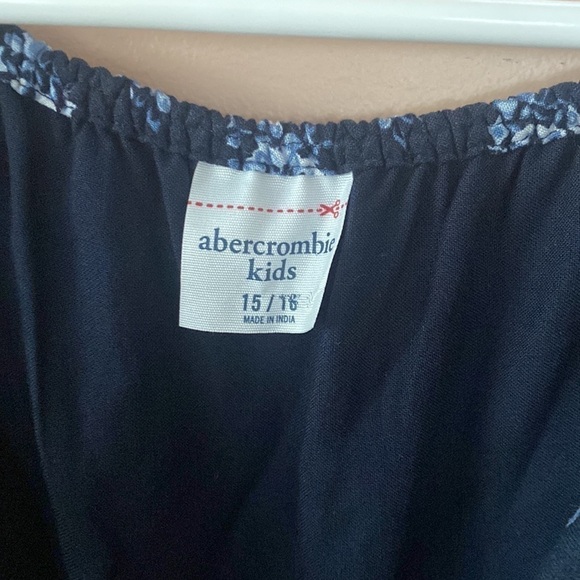 abercrombie
kids
15/16
MADE IN INDIA